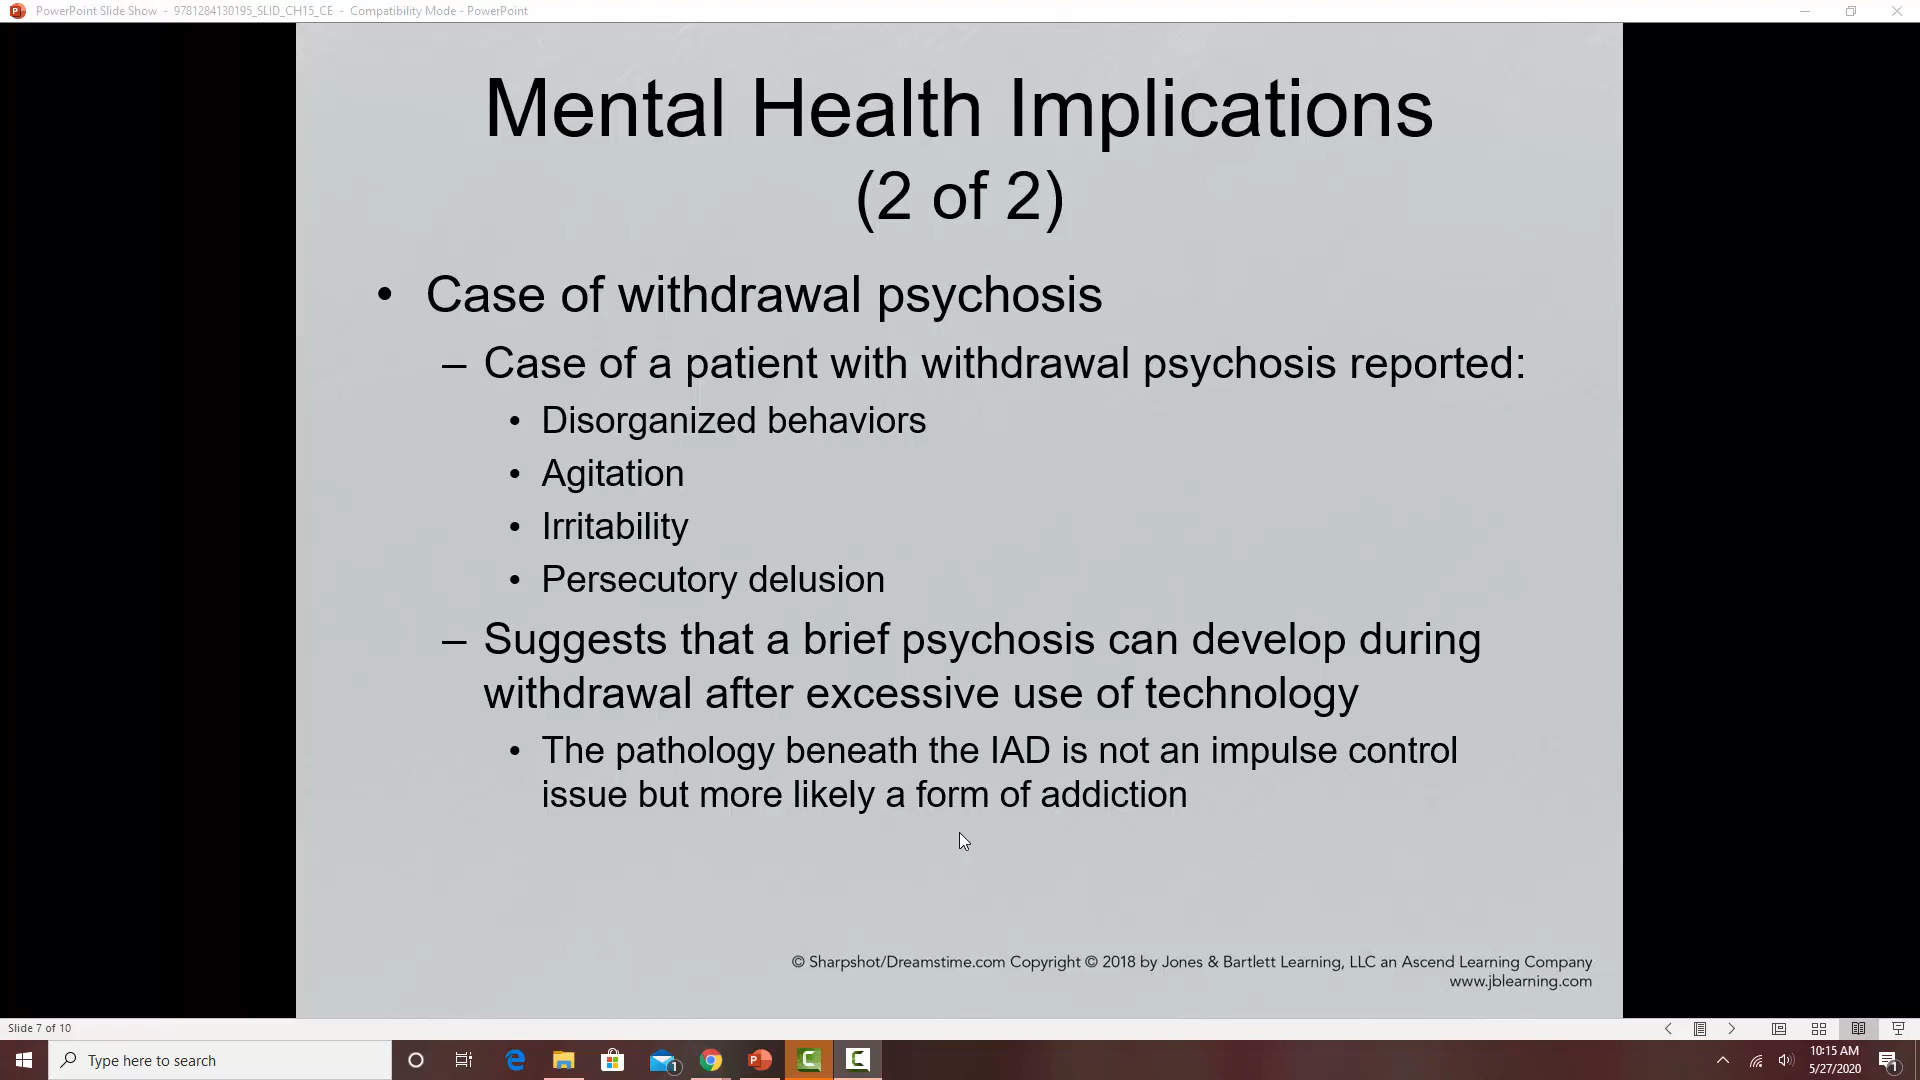 PowerPoint Slide Show - 9781284130195_SLID_CH15_CE - Compatibility Mode - PowerPoint
Mental Health Implications
(2 of 2)
• Case of withdrawal psychosis
– Case of a patient with withdrawal psychosis reported:
• Disorganized behaviors
• Agitation
• Irritability
• Persecutory delusion
– Suggests that a brief psychosis can develop during
withdrawal after excessive use of technology
• The pathology beneath the IAD is not an impulse control
issue but more likely a form of addiction
© Sharpshot/Dreamstime.com Copyright © 2018 by Jones & Bartlett Learning, LLC an Ascend Learning Company
www.jblearning.com
Slide 7 of 10
Type here to search
10:15 AM
5/27/2020
1
1